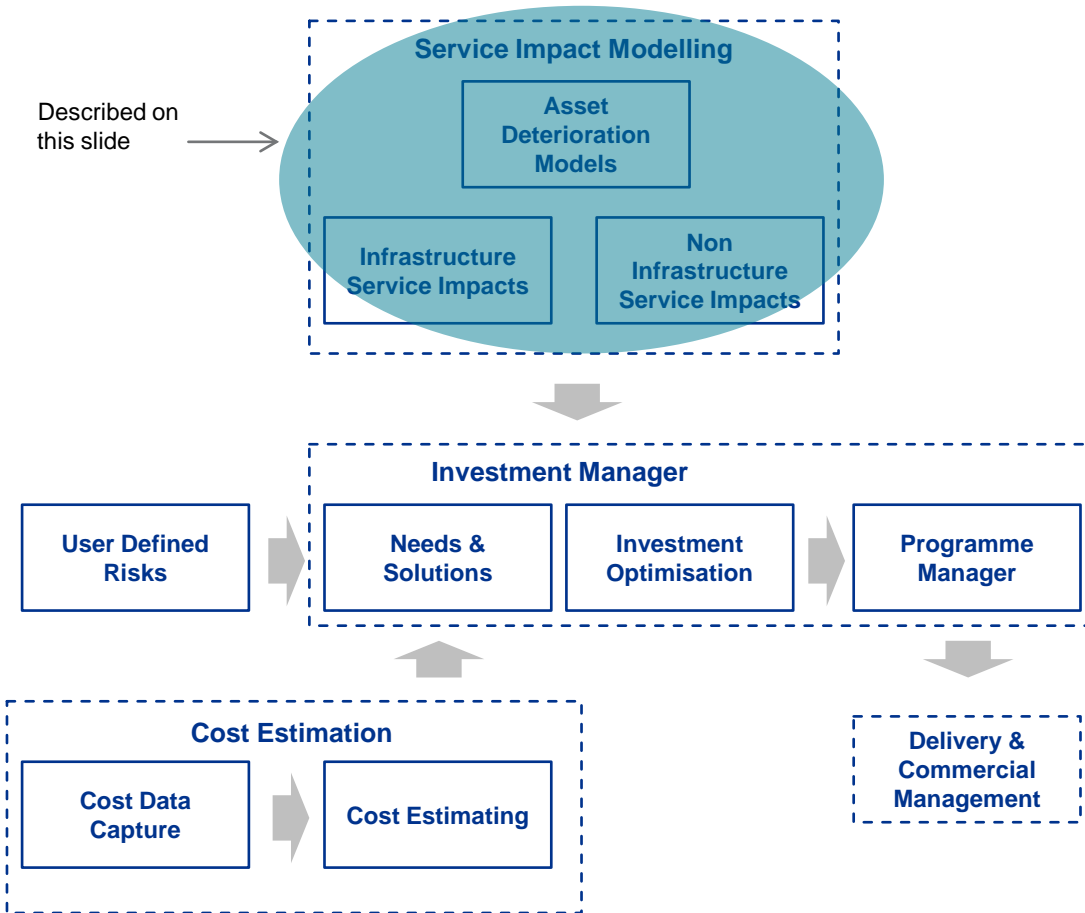 Service Impact Modelling
Described on
this slide
Asset
Deterioration
Models
Infrastructure
Service Impacts
Non
Infrastructure
Service Impacts
Investment Manager
User Defined
Risks
Needs &
Solutions
Investment
Optimisation
Programme
Manager
Cost Estimation
Cost Data
Capture
Cost Estimating
Delivery &
Commercial
Management